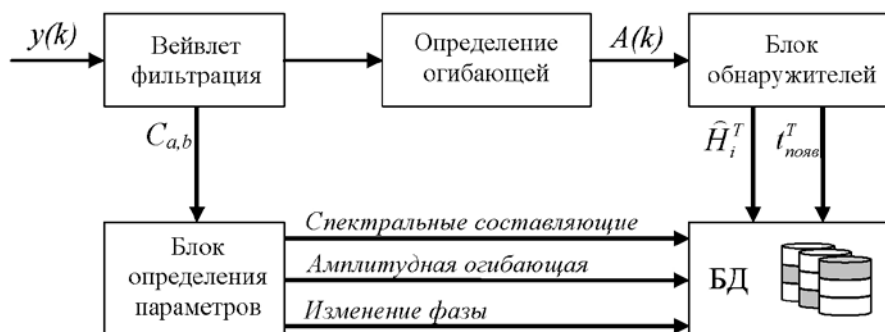 y(k)
Вейвлет
фильтрация
Определение
огибающей
A(k)
Блок
обнаружителей
C_{a,b}
Ĥ_i^T
t_{появ}^T
Блок
определения
параметров
Спектральные составляющие
Амплитудная огибающая
Изменение фазы
БД